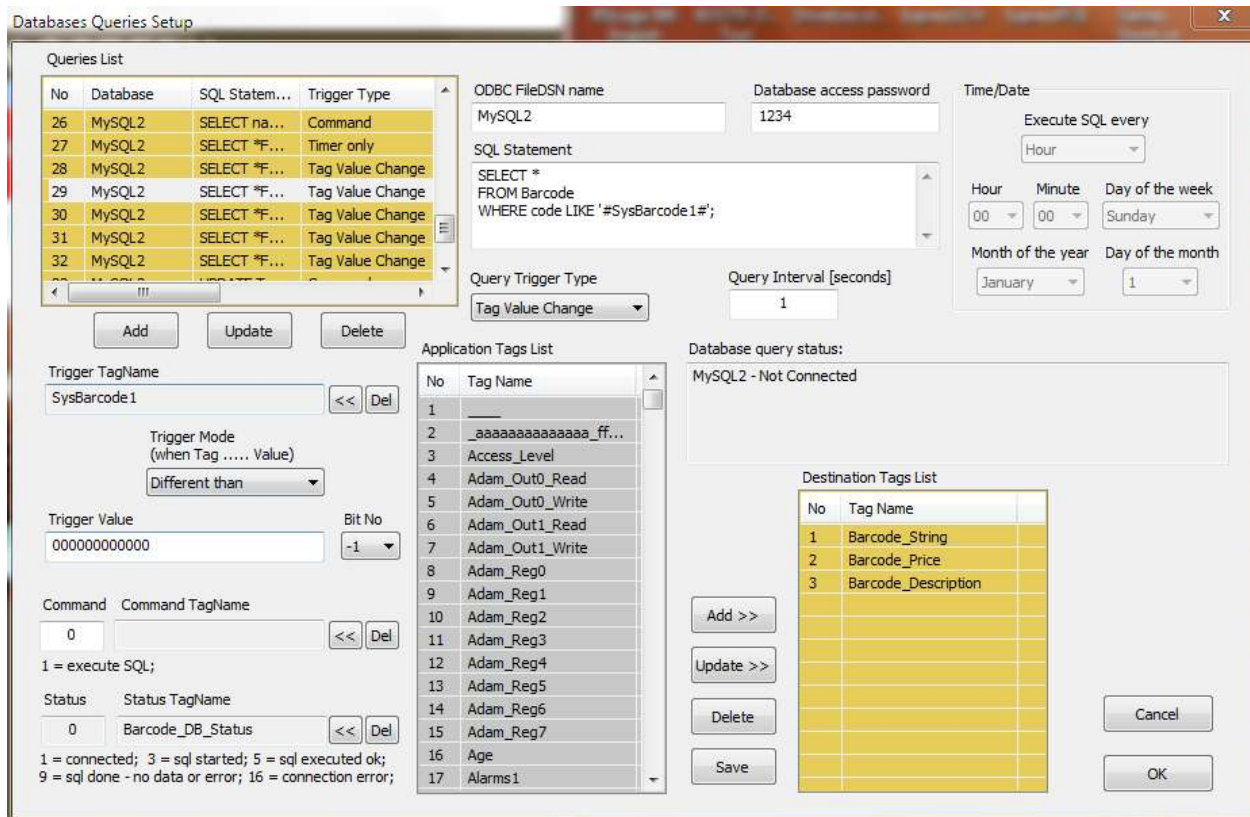 Databases Queries Setup
X
Queries List
No Database SQL Statem... Trigger Type
26 MySQL2 SELECT na... Command
27 MySQL2 SELECT *F... Timer only
28 MySQL2 SELECT *F... Tag Value Change
29 MySQL2 SELECT *F... Tag Value Change
30 MySQL2 SELECT *F... Tag Value Change
31 MySQL2 SELECT *F... Tag Value Change
32 MySQL2 SELECT *F... Tag Value Change
Add Update Delete
ODBC FileDSN name
MySQL2
Database access password
1234
SQL Statement
SELECT *
FROM Barcode
WHERE code LIKE '#SysBarcode1#';
Query Trigger Type
Tag Value Change
Query Interval [seconds]
1
Time/Date
Execute SQL every
Hour
Hour Minute Day of the week
00 00 Sunday
Month of the year Day of the month
January 1
Trigger TagName
SysBarcode1 << Del
Trigger Mode
(when Tag ..... Value)
Different than
Trigger Value Bit No
000000000000 -1
Command Command TagName
0 << Del
1 = execute SQL;
Status Status TagName
0 Barcode_DB_Status << Del
1 = connected; 3 = sql started; 5 = sql executed ok;
9 = sql done - no data or error; 16 = connection error;
Application Tags List
No Tag Name
1 ____
2 _aaaaaaaaaaaaaa_ff...
3 Access_Level
4 Adam_Out0_Read
5 Adam_Out0_Write
6 Adam_Out1_Read
7 Adam_Out1_Write
8 Adam_Reg0
9 Adam_Reg1
10 Adam_Reg2
11 Adam_Reg3
12 Adam_Reg4
13 Adam_Reg5
14 Adam_Reg6
15 Adam_Reg7
16 Age
17 Alarms1
Database query status:
MySQL2 - Not Connected
Add >>
Update >>
Delete
Save
Destination Tags List
No Tag Name
1 Barcode_String
2 Barcode_Price
3 Barcode_Description
Cancel
OK